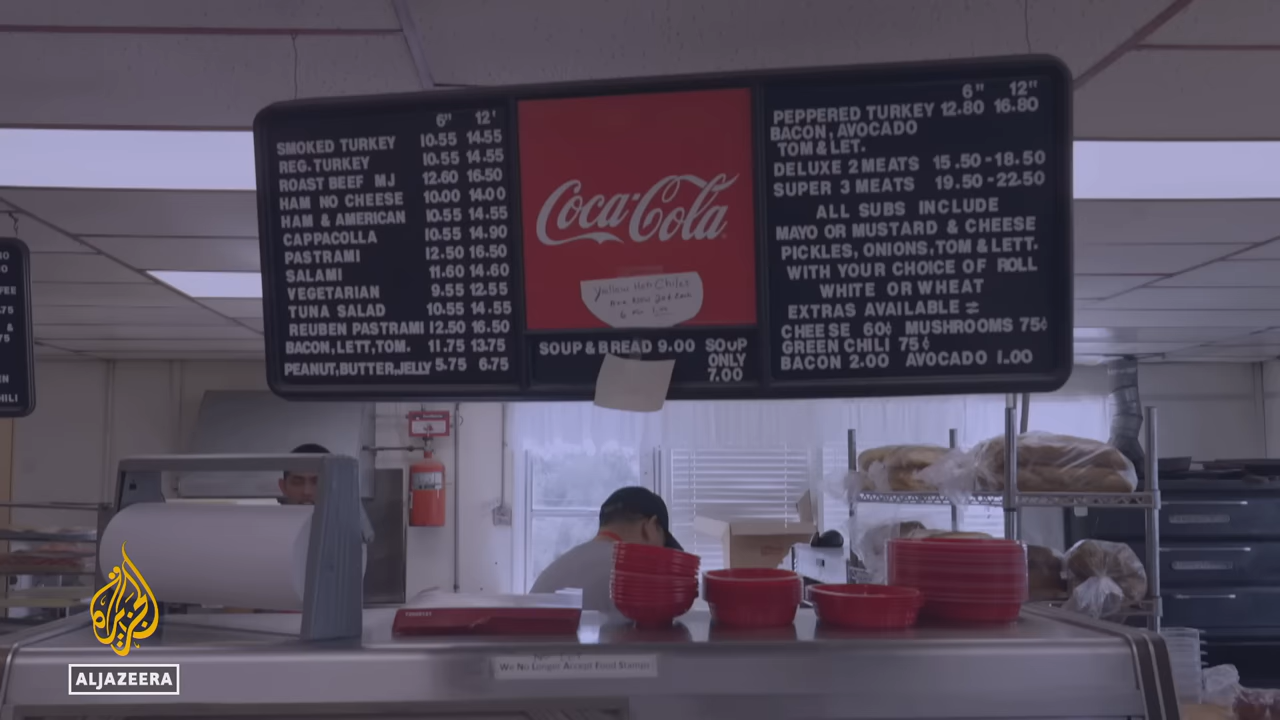 6" 12'
SMOKED TURKEY 10.55 14.55
REG. TURKEY 10.55 14.55
ROAST BEEF MJ 12.60 16.50
HAM NO CHEESE 10.00 14.00
HAM & AMERICAN 10.55 14.55
CAPPACOLLA 10.55 14.90
PASTRAMI 12.50 16.50
SALAMI 11.60 14.60
VEGETARIAN 9.55 12.55
TUNA SALAD 10.55 14.55
REUBEN PASTRAMI 12.50 16.50
BACON,LETT,TOM. 11.75 13.75
PEANUT,BUTTER,JELLY 5.75 6.75
Coca-Cola
Yellow Hot Chiles
SOUP & BREAD 9.00 SOUP
ONLY
7.00
6" 12"
PEPPERED TURKEY 12.80 16.80
BACON, AVOCADO
TOM & LET.
DELUXE 2 MEATS 15.50-18.50
SUPER 3 MEATS 19.50-22.50
ALL SUBS INCLUDE
MAYO OR MUSTARD & CHEESE
PICKLES, ONIONS, TOM & LETT.
WITH YOUR CHOICE OF ROLL
WHITE OR WHEAT
EXTRAS AVAILABLE
CHEESE 60¢ MUSHROOMS 75¢
GREEN CHILI 75¢
BACON 2.00 AVOCADO 1.00
We No Longer Accept Food Stamps
الجزيرة
ALJAZEERA